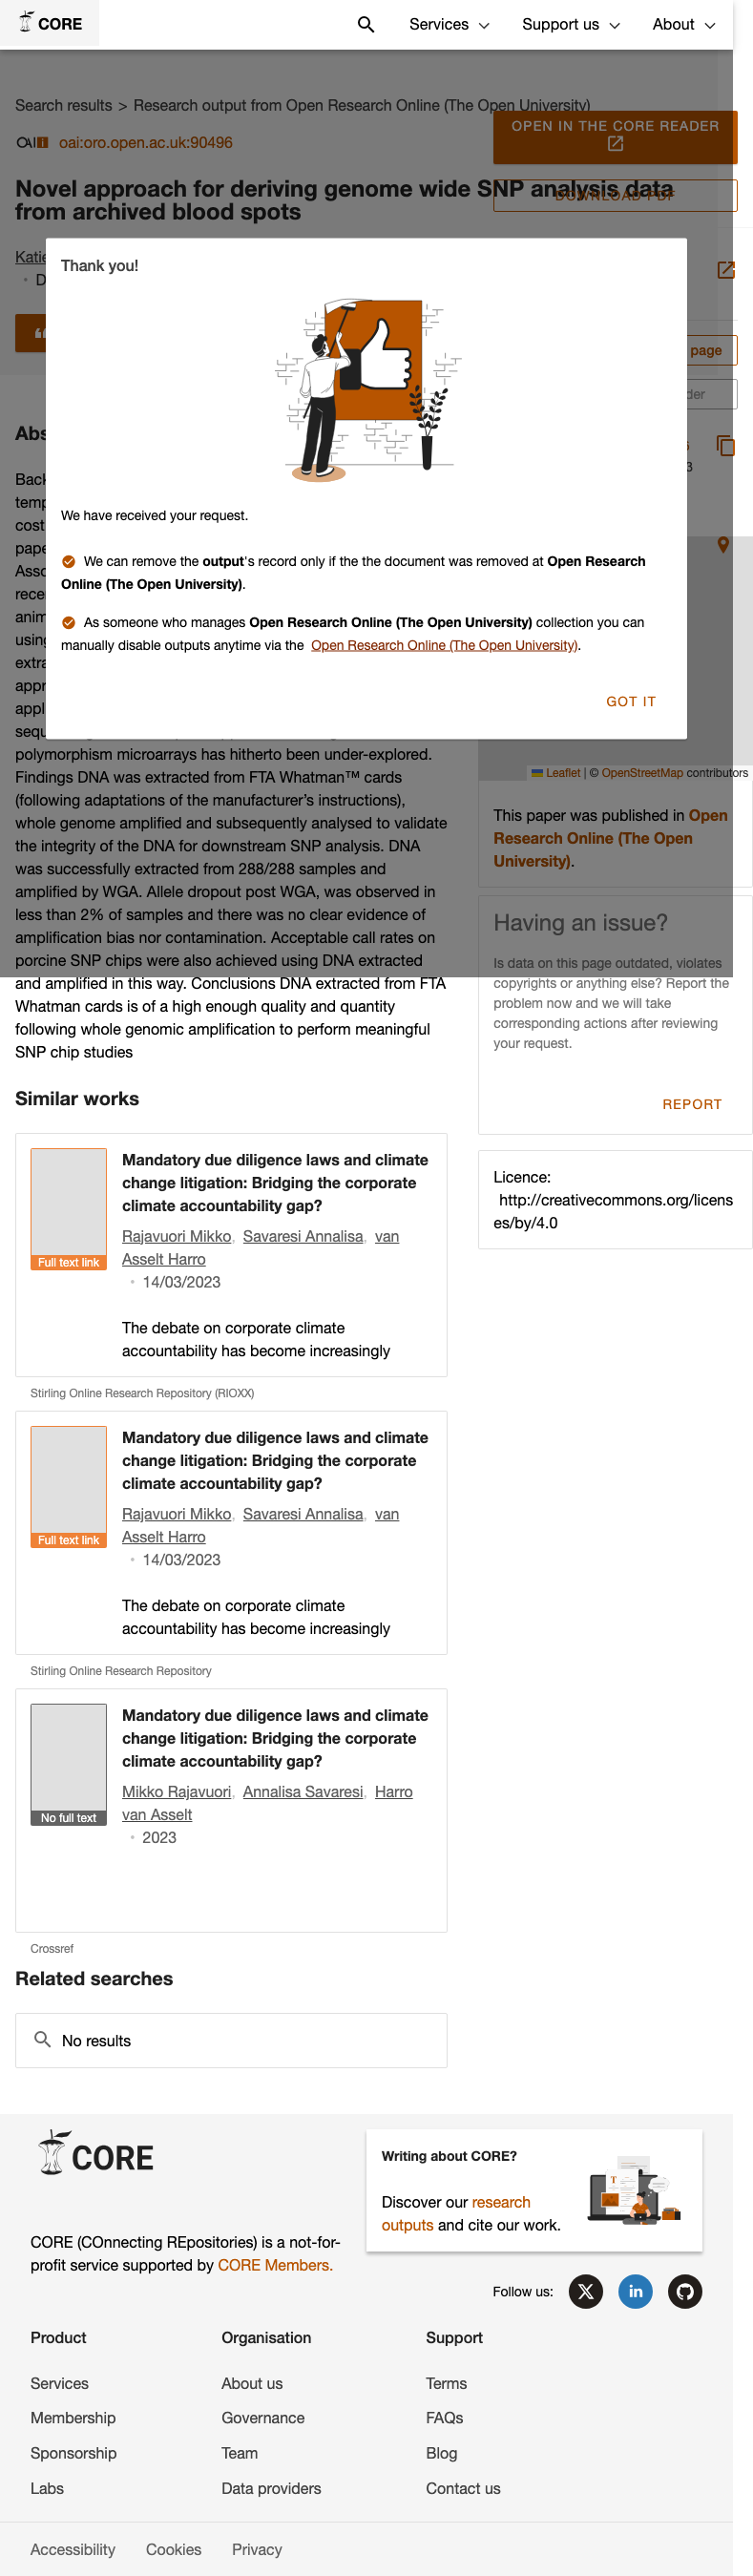 CORE
Services
Support us
About
Search results > Research output from Open Research Online (The Open University)
OAI oai:oro.open.ac.uk:90496
OPEN IN THE CORE READER
DOWNLOAD PDF
Novel approach for deriving genome wide SNP analysis data
from archived blood spots
Katie
page
Thank you!
We have received your request.
We can remove the output's record only if the the document was removed at Open Research
Online (The Open University).
As someone who manages Open Research Online (The Open University) collection you can
manually disable outputs anytime via the Open Research Online (The Open University).
GOT IT
polymorphism microarrays has hitherto been under-explored.
Findings DNA was extracted from FTA Whatman™ cards
(following adaptations of the manufacturer's instructions),
whole genome amplified and subsequently analysed to validate
the integrity of the DNA for downstream SNP analysis. DNA
was successfully extracted from 288/288 samples and
amplified by WGA. Allele dropout post WGA, was observed in
less than 2% of samples and there was no clear evidence of
amplification bias nor contamination. Acceptable call rates on
porcine SNP chips were also achieved using DNA extracted
and amplified in this way. Conclusions DNA extracted from FTA
Whatman cards is of a high enough quality and quantity
following whole genomic amplification to perform meaningful
SNP chip studies
Leaflet | © OpenStreetMap contributors
This paper was published in Open
Research Online (The Open
University).
Having an issue?
Is data on this page outdated, violates
copyrights or anything else? Report the
problem now and we will take
corresponding actions after reviewing
your request.
REPORT
Licence:
http://creativecommons.org/licens
es/by/4.0
Similar works
Full text link
Mandatory due diligence laws and climate
change litigation: Bridging the corporate
climate accountability gap?
Rajavuori Mikko, Savaresi Annalisa, van
Asselt Harro
• 14/03/2023
The debate on corporate climate
accountability has become increasingly
Stirling Online Research Repository (RIOXX)
Full text link
Mandatory due diligence laws and climate
change litigation: Bridging the corporate
climate accountability gap?
Rajavuori Mikko, Savaresi Annalisa, van
Asselt Harro
• 14/03/2023
The debate on corporate climate
accountability has become increasingly
Stirling Online Research Repository
No full text
Mandatory due diligence laws and climate
change litigation: Bridging the corporate
climate accountability gap?
Mikko Rajavuori, Annalisa Savaresi, Harro
van Asselt
• 2023
Crossref
Related searches
No results
CORE
CORE (COnnecting REpositories) is a not-for-
profit service supported by CORE Members.
Writing about CORE?
Discover our research
outputs and cite our work.
Follow us:
Product
Organisation
Support
Services
About us
Terms
Membership
Governance
FAQs
Sponsorship
Team
Blog
Labs
Data providers
Contact us
Accessibility
Cookies
Privacy